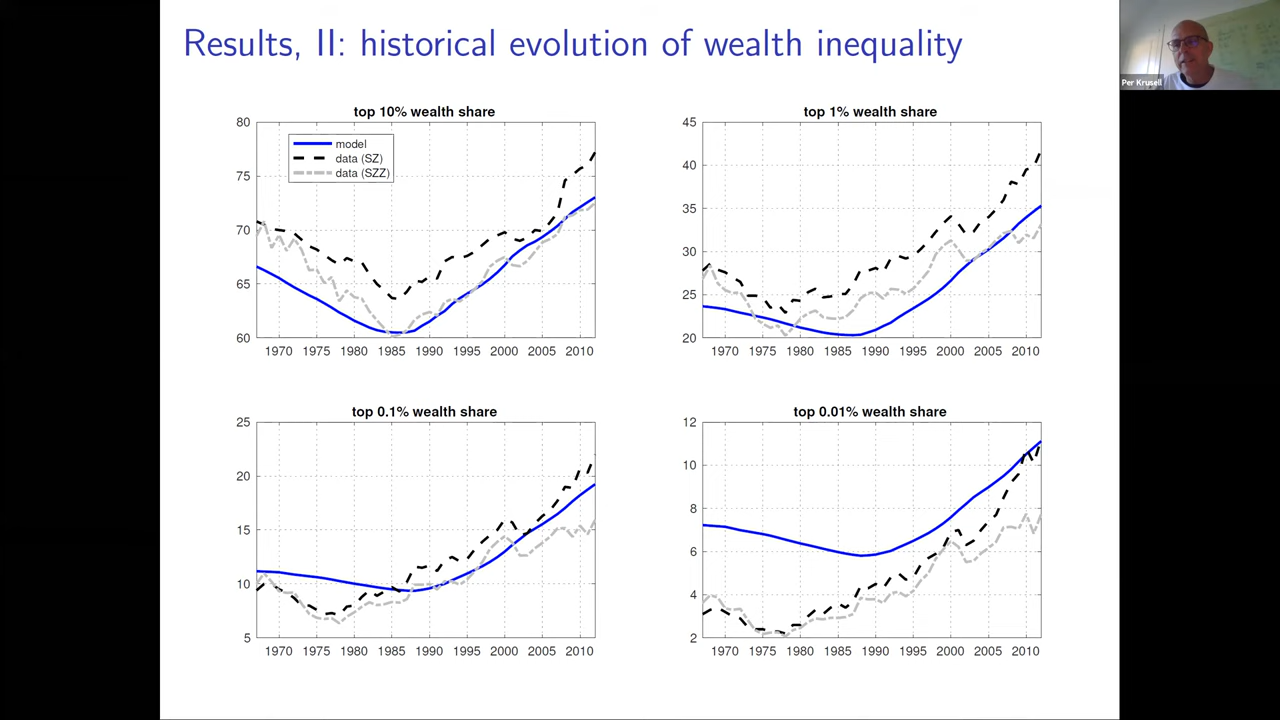 Results, II: historical evolution of wealth inequality
Per Krusell
top 10% wealth share
80
75
70
65
60
model
data (SZ)
data (SZZ)
1970 1975 1980 1985 1990 1995 2000 2005 2010
top 1% wealth share
45
40
35
30
25
20
1970 1975 1980 1985 1990 1995 2000 2005 2010
top 0.1% wealth share
25
20
15
10
5
1970 1975 1980 1985 1990 1995 2000 2005 2010
top 0.01% wealth share
12
10
8
6
4
2
1970 1975 1980 1985 1990 1995 2000 2005 2010